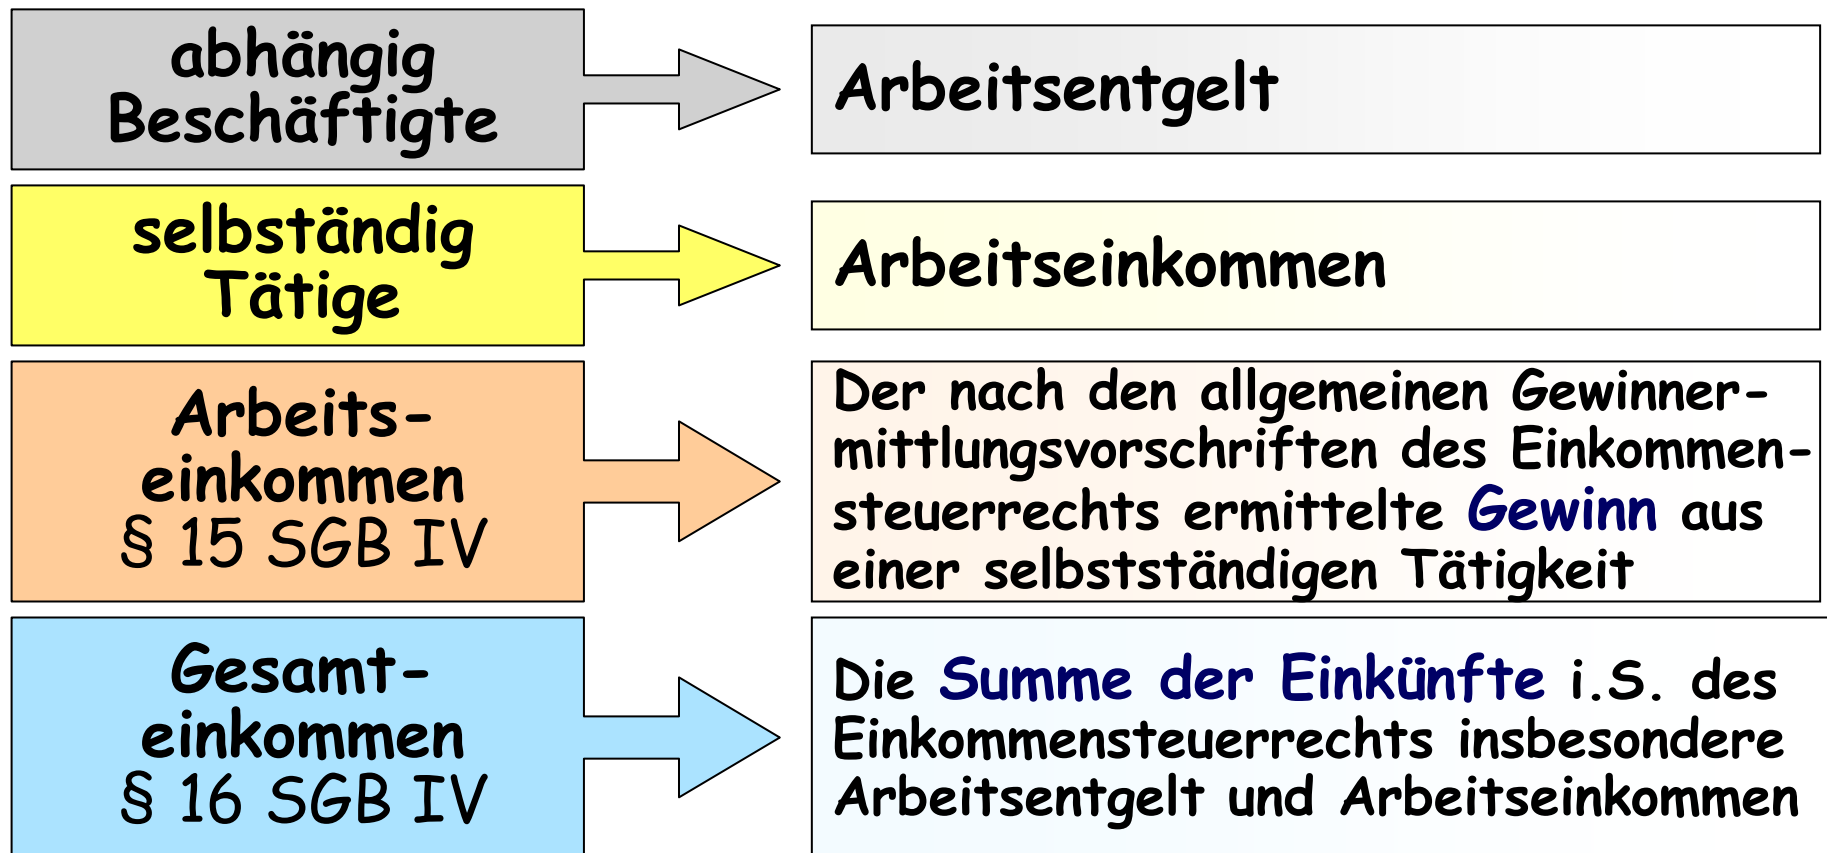 abhängig
Beschäftigte
Arbeitsentgelt
selbständig
Tätige
Arbeitseinkommen
Arbeits-
einkommen
§ 15 SGB IV
Der nach den allgemeinen Gewinner-
mittlungsvorschriften des Einkommen-
steuerrechts ermittelte Gewinn aus
einer selbstständigen Tätigkeit
Gesamt-
einkommen
§ 16 SGB IV
Die Summe der Einkünfte i.S. des
Einkommensteuerrechts insbesondere
Arbeitsentgelt und Arbeitseinkommen